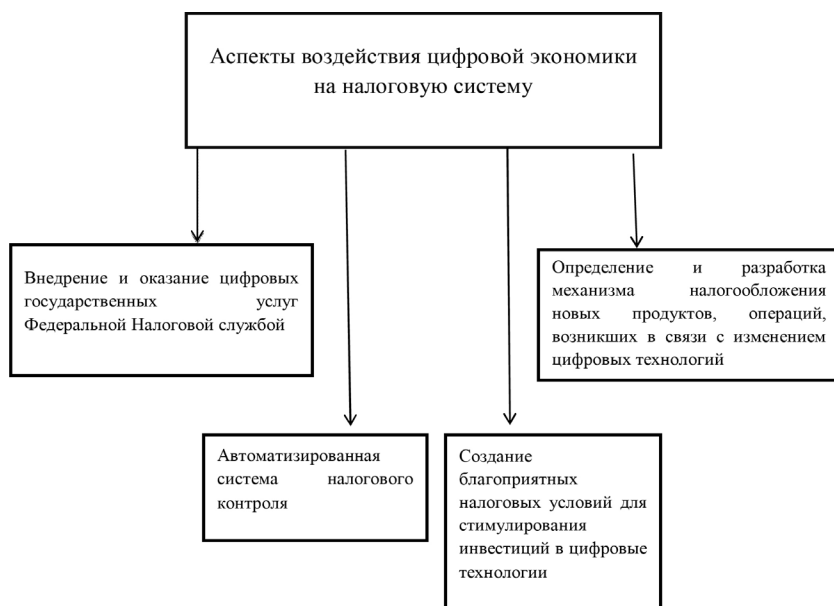 Аспекты воздействия цифровой экономики
на налоговую систему
Внедрение и оказание цифровых
государственных услуг
Федеральной Налоговой службой
Определение и разработка
механизма налогообложения
новых продуктов, операций,
возникших в связи с изменением
цифровых технологий
Автоматизированная
система налогового
контроля
Создание
благоприятных
налоговых условий для
стимулирования
инвестиций в цифровые
технологии